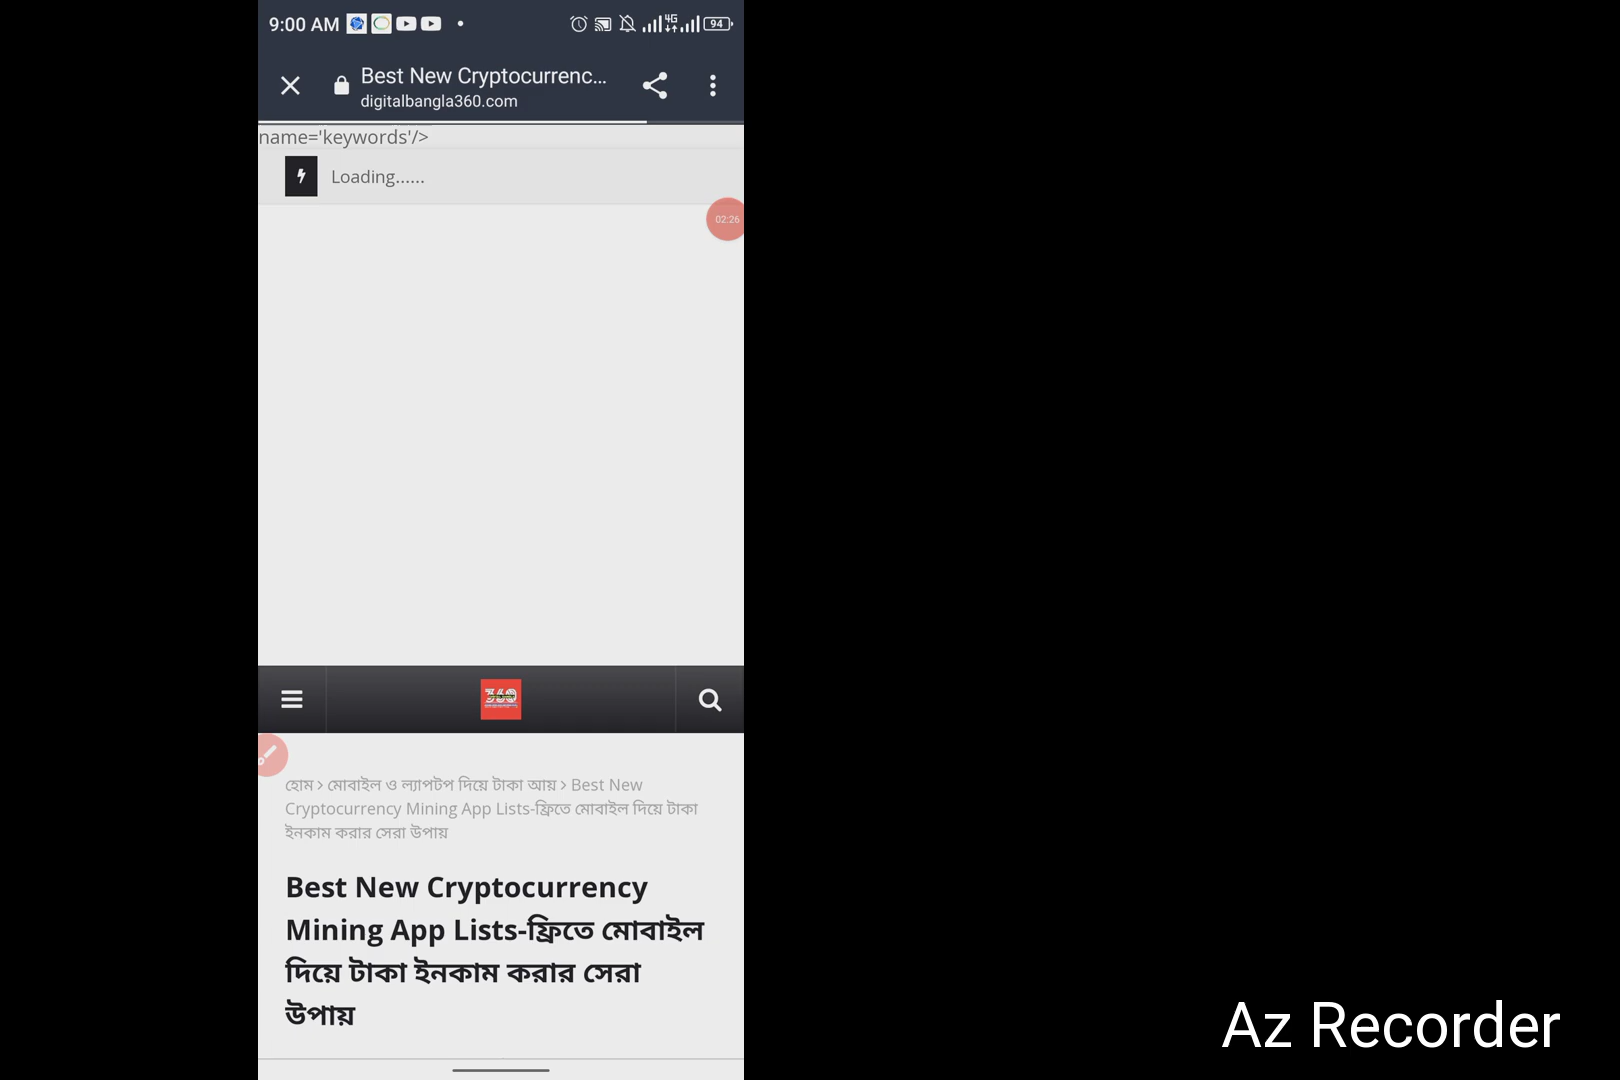 9:00 AM
4G
94
Best New Cryptocurrenc...
digitalbangla360.com
name='keywords'/>
Loading......
02:26
360
হোম › মোবাইল ও ল্যাপটপ দিয়ে টাকা আয় › Best New
Cryptocurrency Mining App Lists-ফ্রিতে মোবাইল দিয়ে টাকা
ইনকাম করার সেরা উপায়
Best New Cryptocurrency
Mining App Lists-ফ্রিতে মোবাইল
দিয়ে টাকা ইনকাম করার সেরা
উপায়
Az Recorder